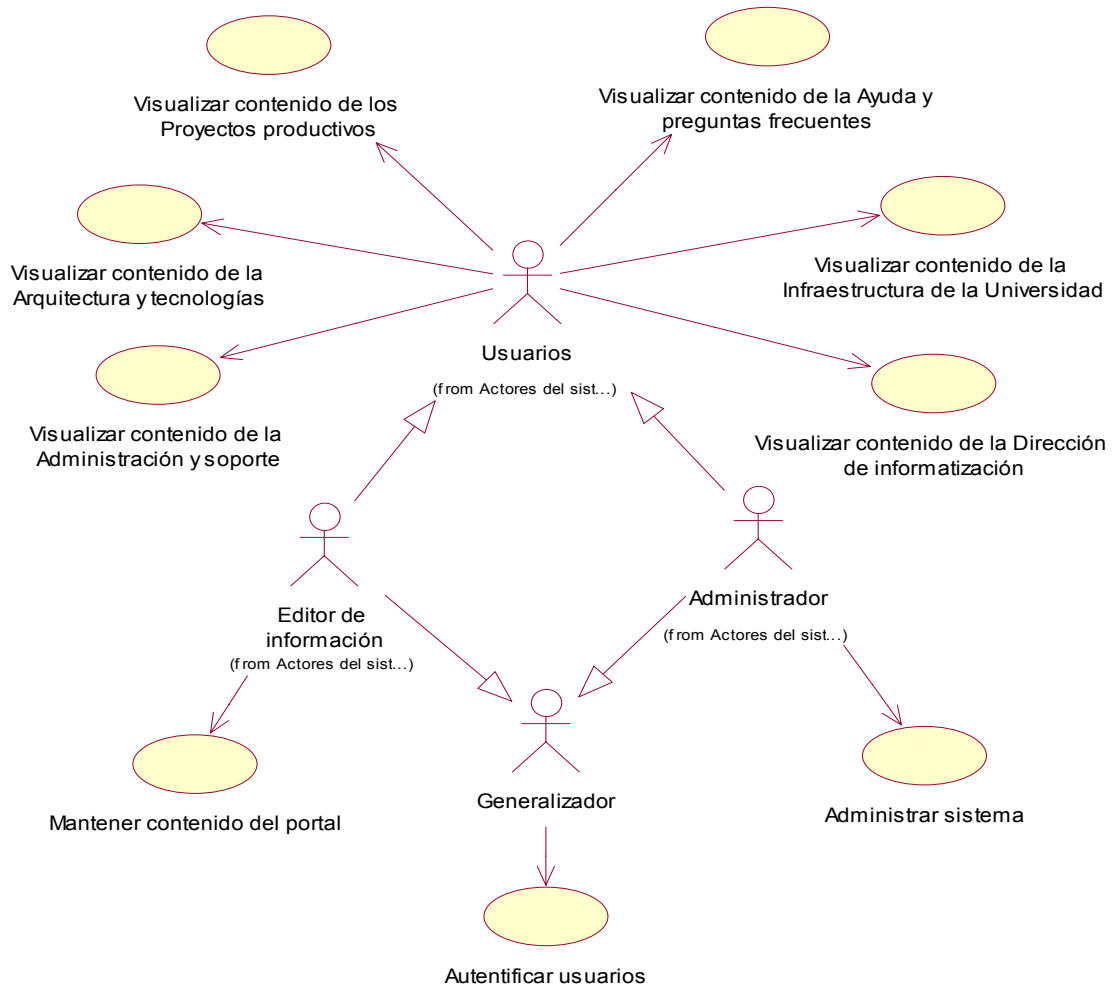 Visualizar contenido de los
Proyectos productivos
Visualizar contenido de la Ayuda y
preguntas frecuentes
Visualizar contenido de la
Arquitectura y tecnologías
Visualizar contenido de la
Infraestructura de la Universidad
Usuarios
(from Actores del sist...)
Visualizar contenido de la
Administración y soporte
Visualizar contenido de la Dirección
de informatización
Editor de
información
(from Actores del sist...)
Administrador
(from Actores del sist...)
Mantener contenido del portal
Generalizador
Administrar sistema
Autentificar usuarios